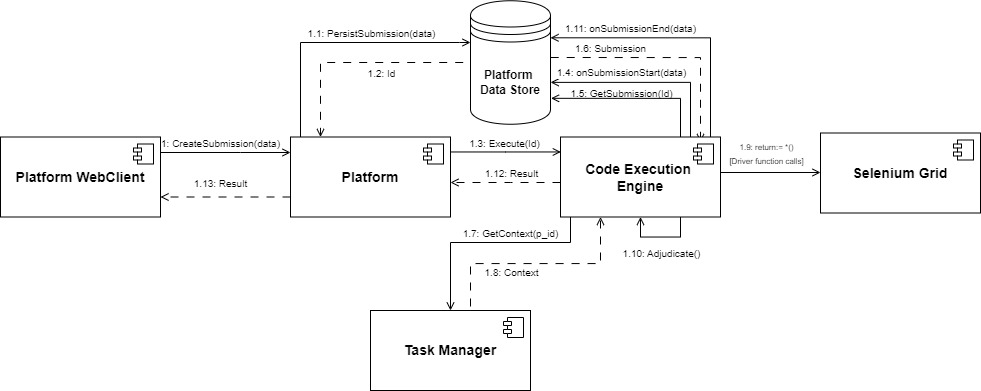 1.1: PersistSubmission(data)
1.11: onSubmissionEnd(data)
1.6: Submission
1.2: Id
Platform
Data Store
1.4: onSubmissionStart(data)
1.5: GetSubmission(Id)
1: CreateSubmission(data)
1.3: Execute(Id)
1.9: return:= *()
[Driver function calls]
Platform WebClient
Platform
Code Execution
Engine
Selenium Grid
1.13: Result
1.12: Result
1.7: GetContext(p_id)
1.10: Adjudicate()
1.8: Context
Task Manager